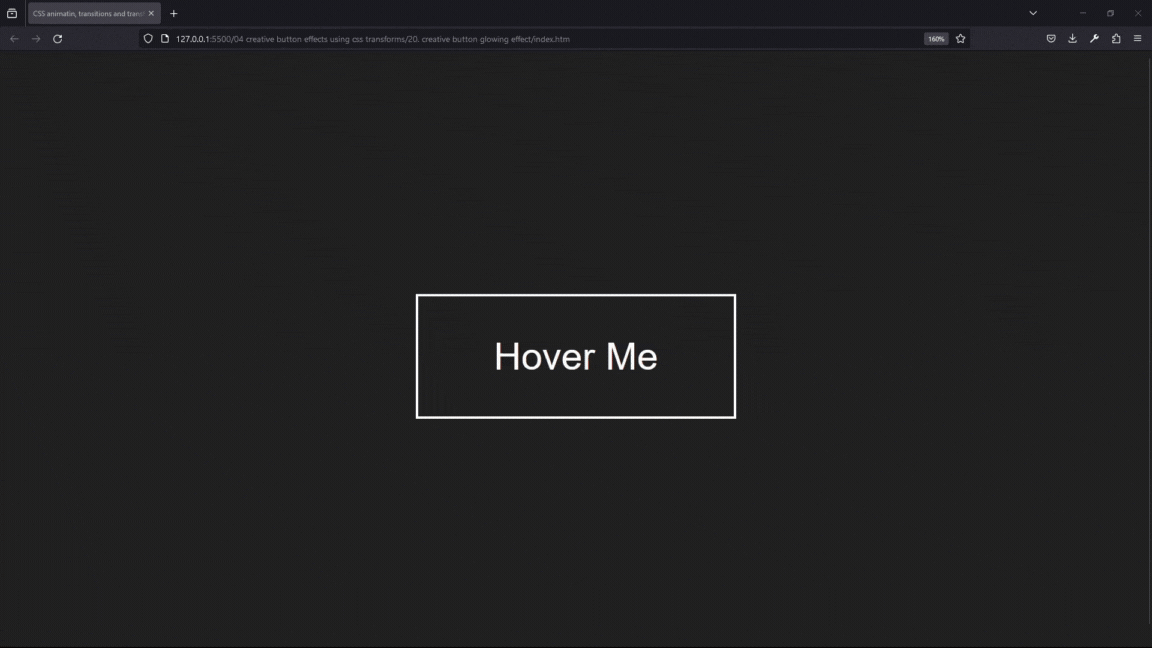 CSS animatin, transitions and transf
127.0.0.1:5500/04 creative button effects using css transforms/20. creative button glowing effect/index.htm
160%
Hover Me